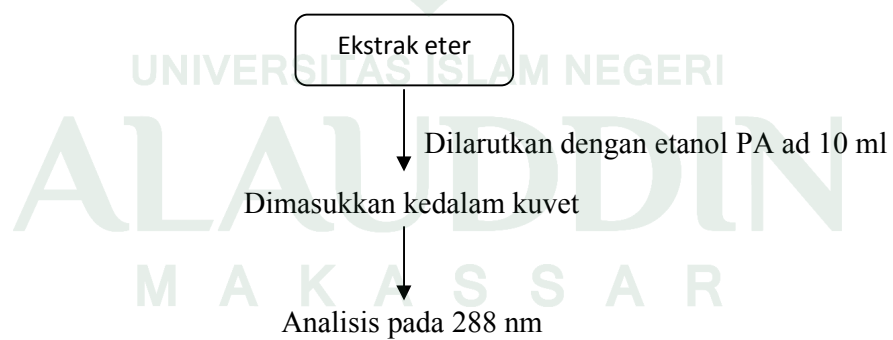 Ekstrak eter
UNIVERSITAS ISLAM NEGERI
Dilarutkan dengan etanol PA ad 10 ml
ALAUDDIN
Dimasukkan kedalam kuvet
MAKASSAR
Analisis pada 288 nm